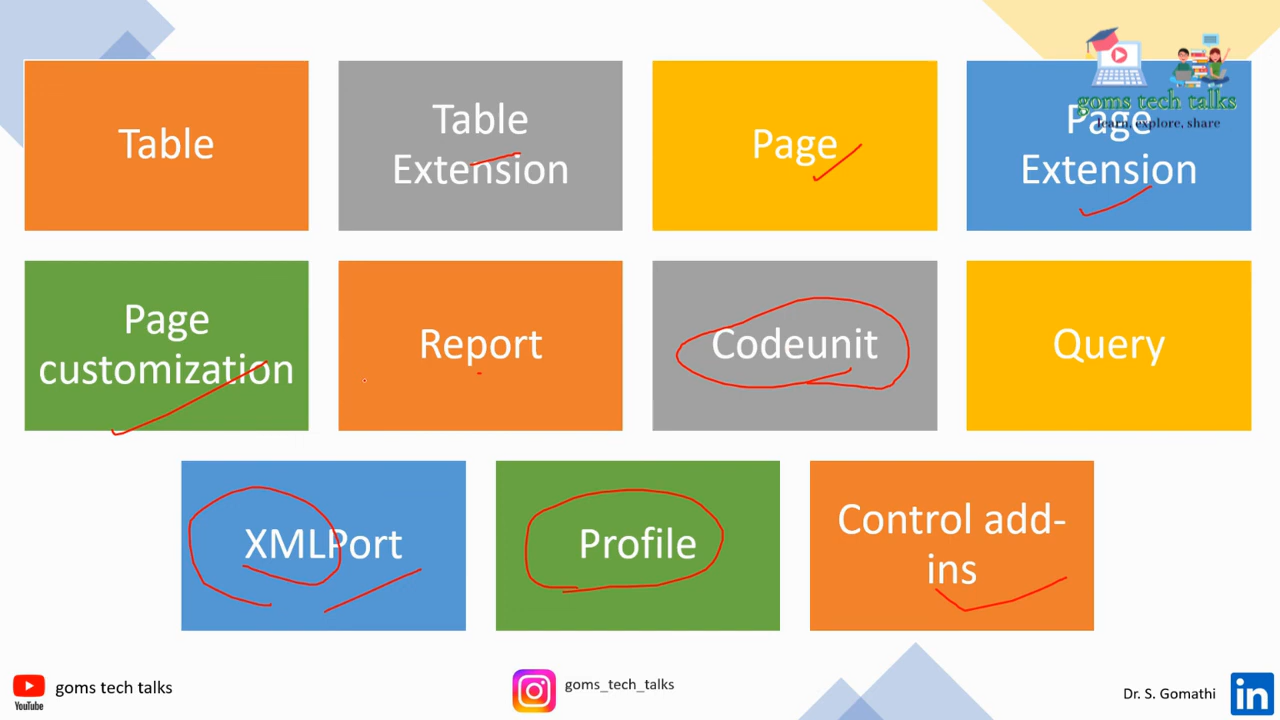 goms tech talks
learn, explore, share
Table
Table
Extension
Page
Page
Extension
Page
customization
Report
Codeunit
Query
XMLPort
Profile
Control add-
ins
YouTube
goms tech talks
goms_tech_talks
Dr. S. Gomathi
in